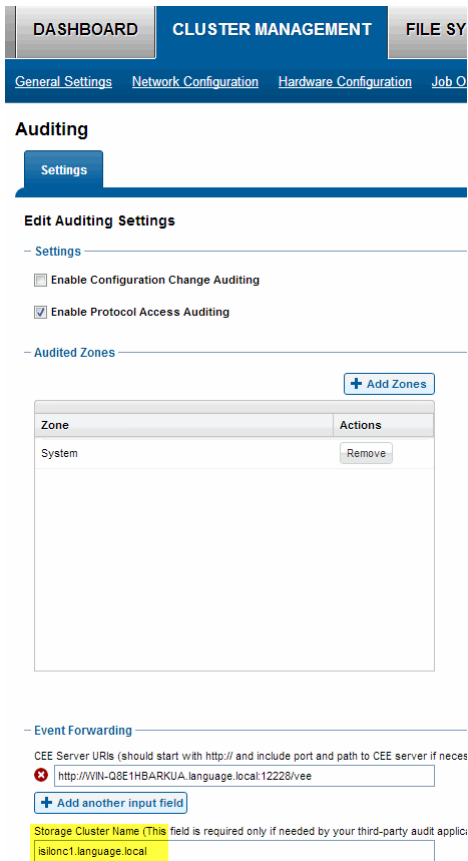 DASHBOARD CLUSTER MANAGEMENT FILE SY
General Settings Network Configuration Hardware Configuration Job O
Auditing
Settings
Edit Auditing Settings
Settings
Enable Configuration Change Auditing
Enable Protocol Access Auditing
Audited Zones
+ Add Zones
Zone Actions
System Remove
Event Forwarding
CEE Server URIs (should start with http:// and include port and path to CEE server if neces
http://WIN-Q8E1HBARKUA.language.local:12228/vee
+ Add another input field
Storage Cluster Name (This field is required only if needed by your third-party audit applica
isilonc1.language.local